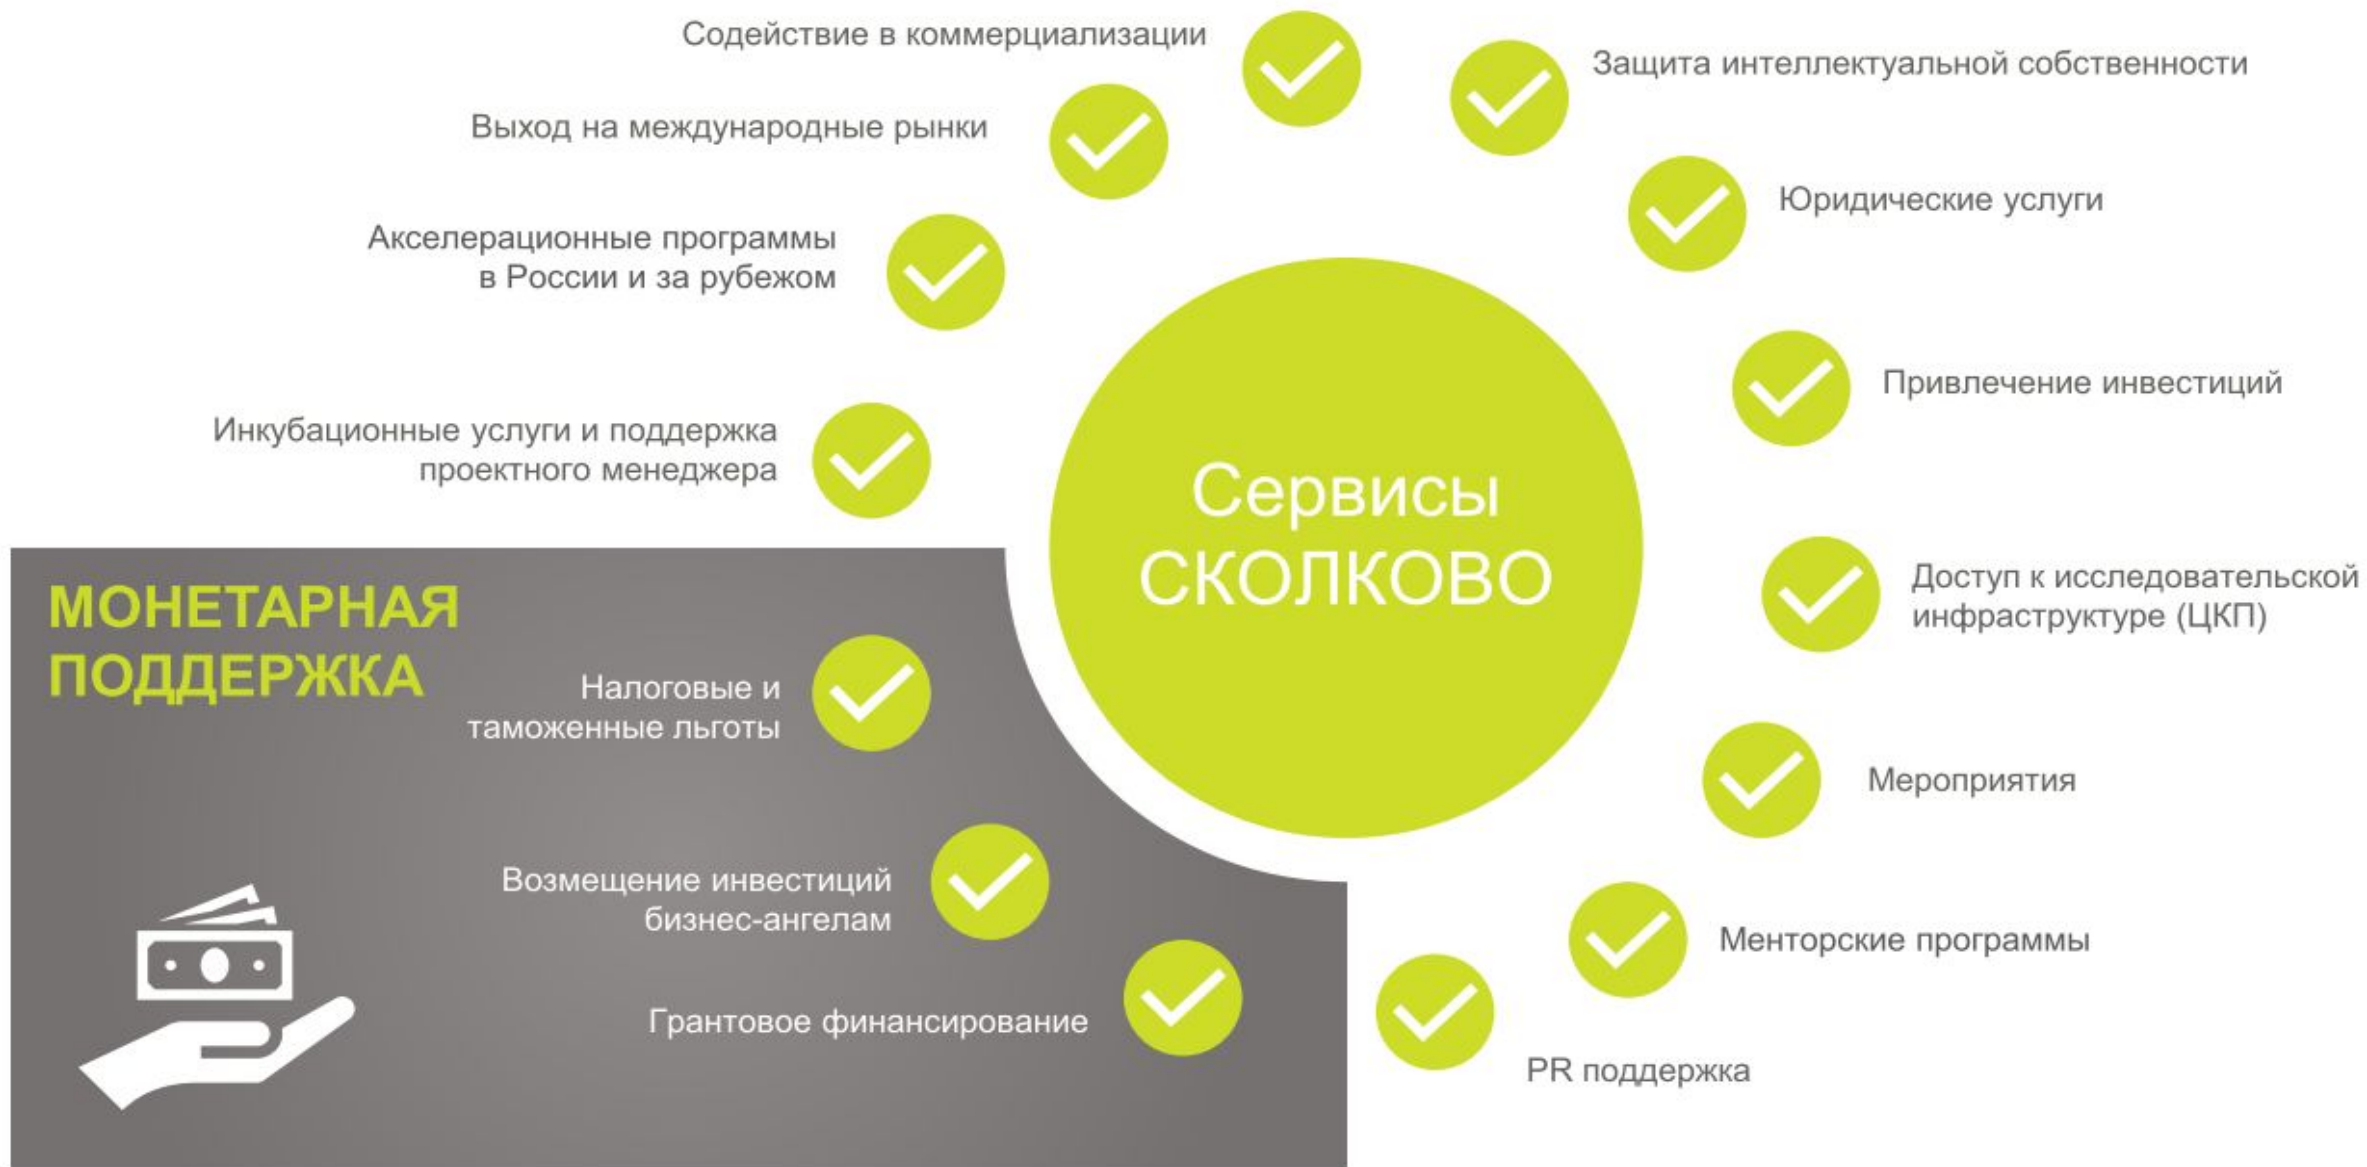 Содействие в коммерциализации
Защита интеллектуальной собственности
Выход на международные рынки
Юридические услуги
Акселерационные программы
в России и за рубежом
Привлечение инвестиций
Инкубационные услуги и поддержка
проектного менеджера
Сервисы
СКОЛКОВО
Доступ к исследовательской
инфраструктуре (ЦКП)
МОНЕТАРНАЯ
ПОДДЕРЖКА
Налоговые и
таможенные льготы
Мероприятия
Возмещение инвестиций
бизнес-ангелам
Менторские программы
Грантовое финансирование
PR поддержка